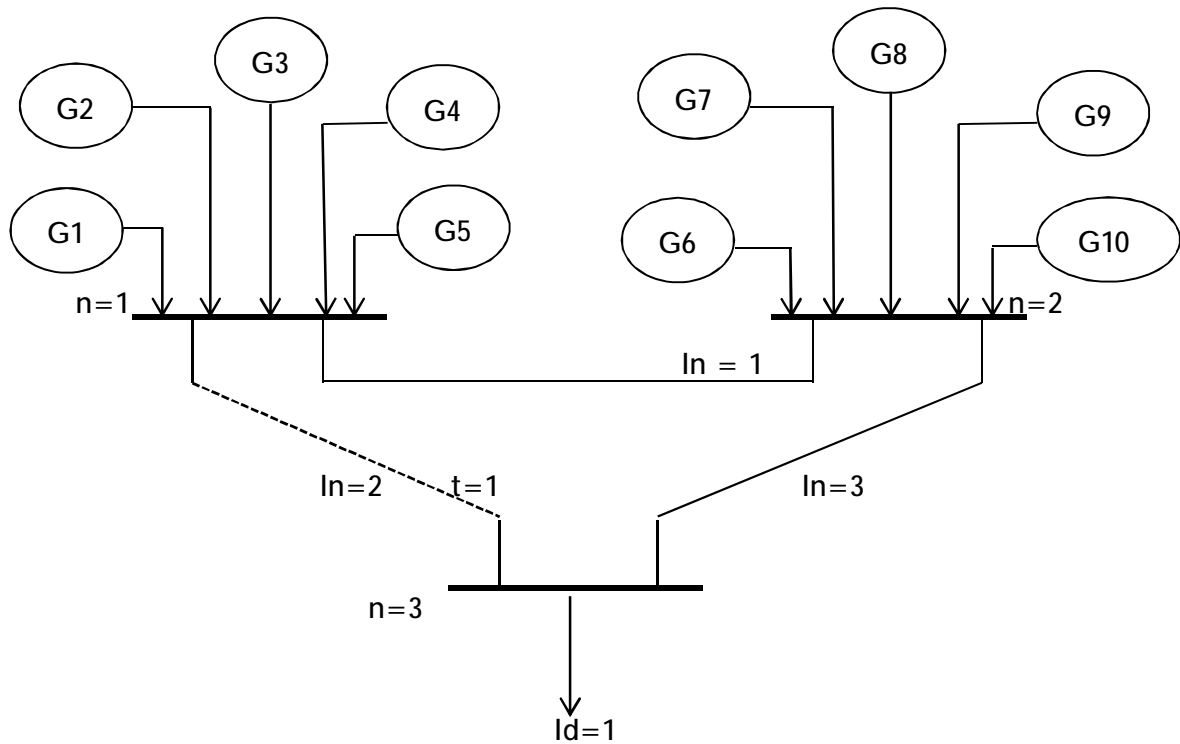 G3
G8
G2
G4
G7
G9
G1
G5
G6
G10
n=1
n=2
ln = 1
ln=2
t=1
ln=3
n=3
ld=1